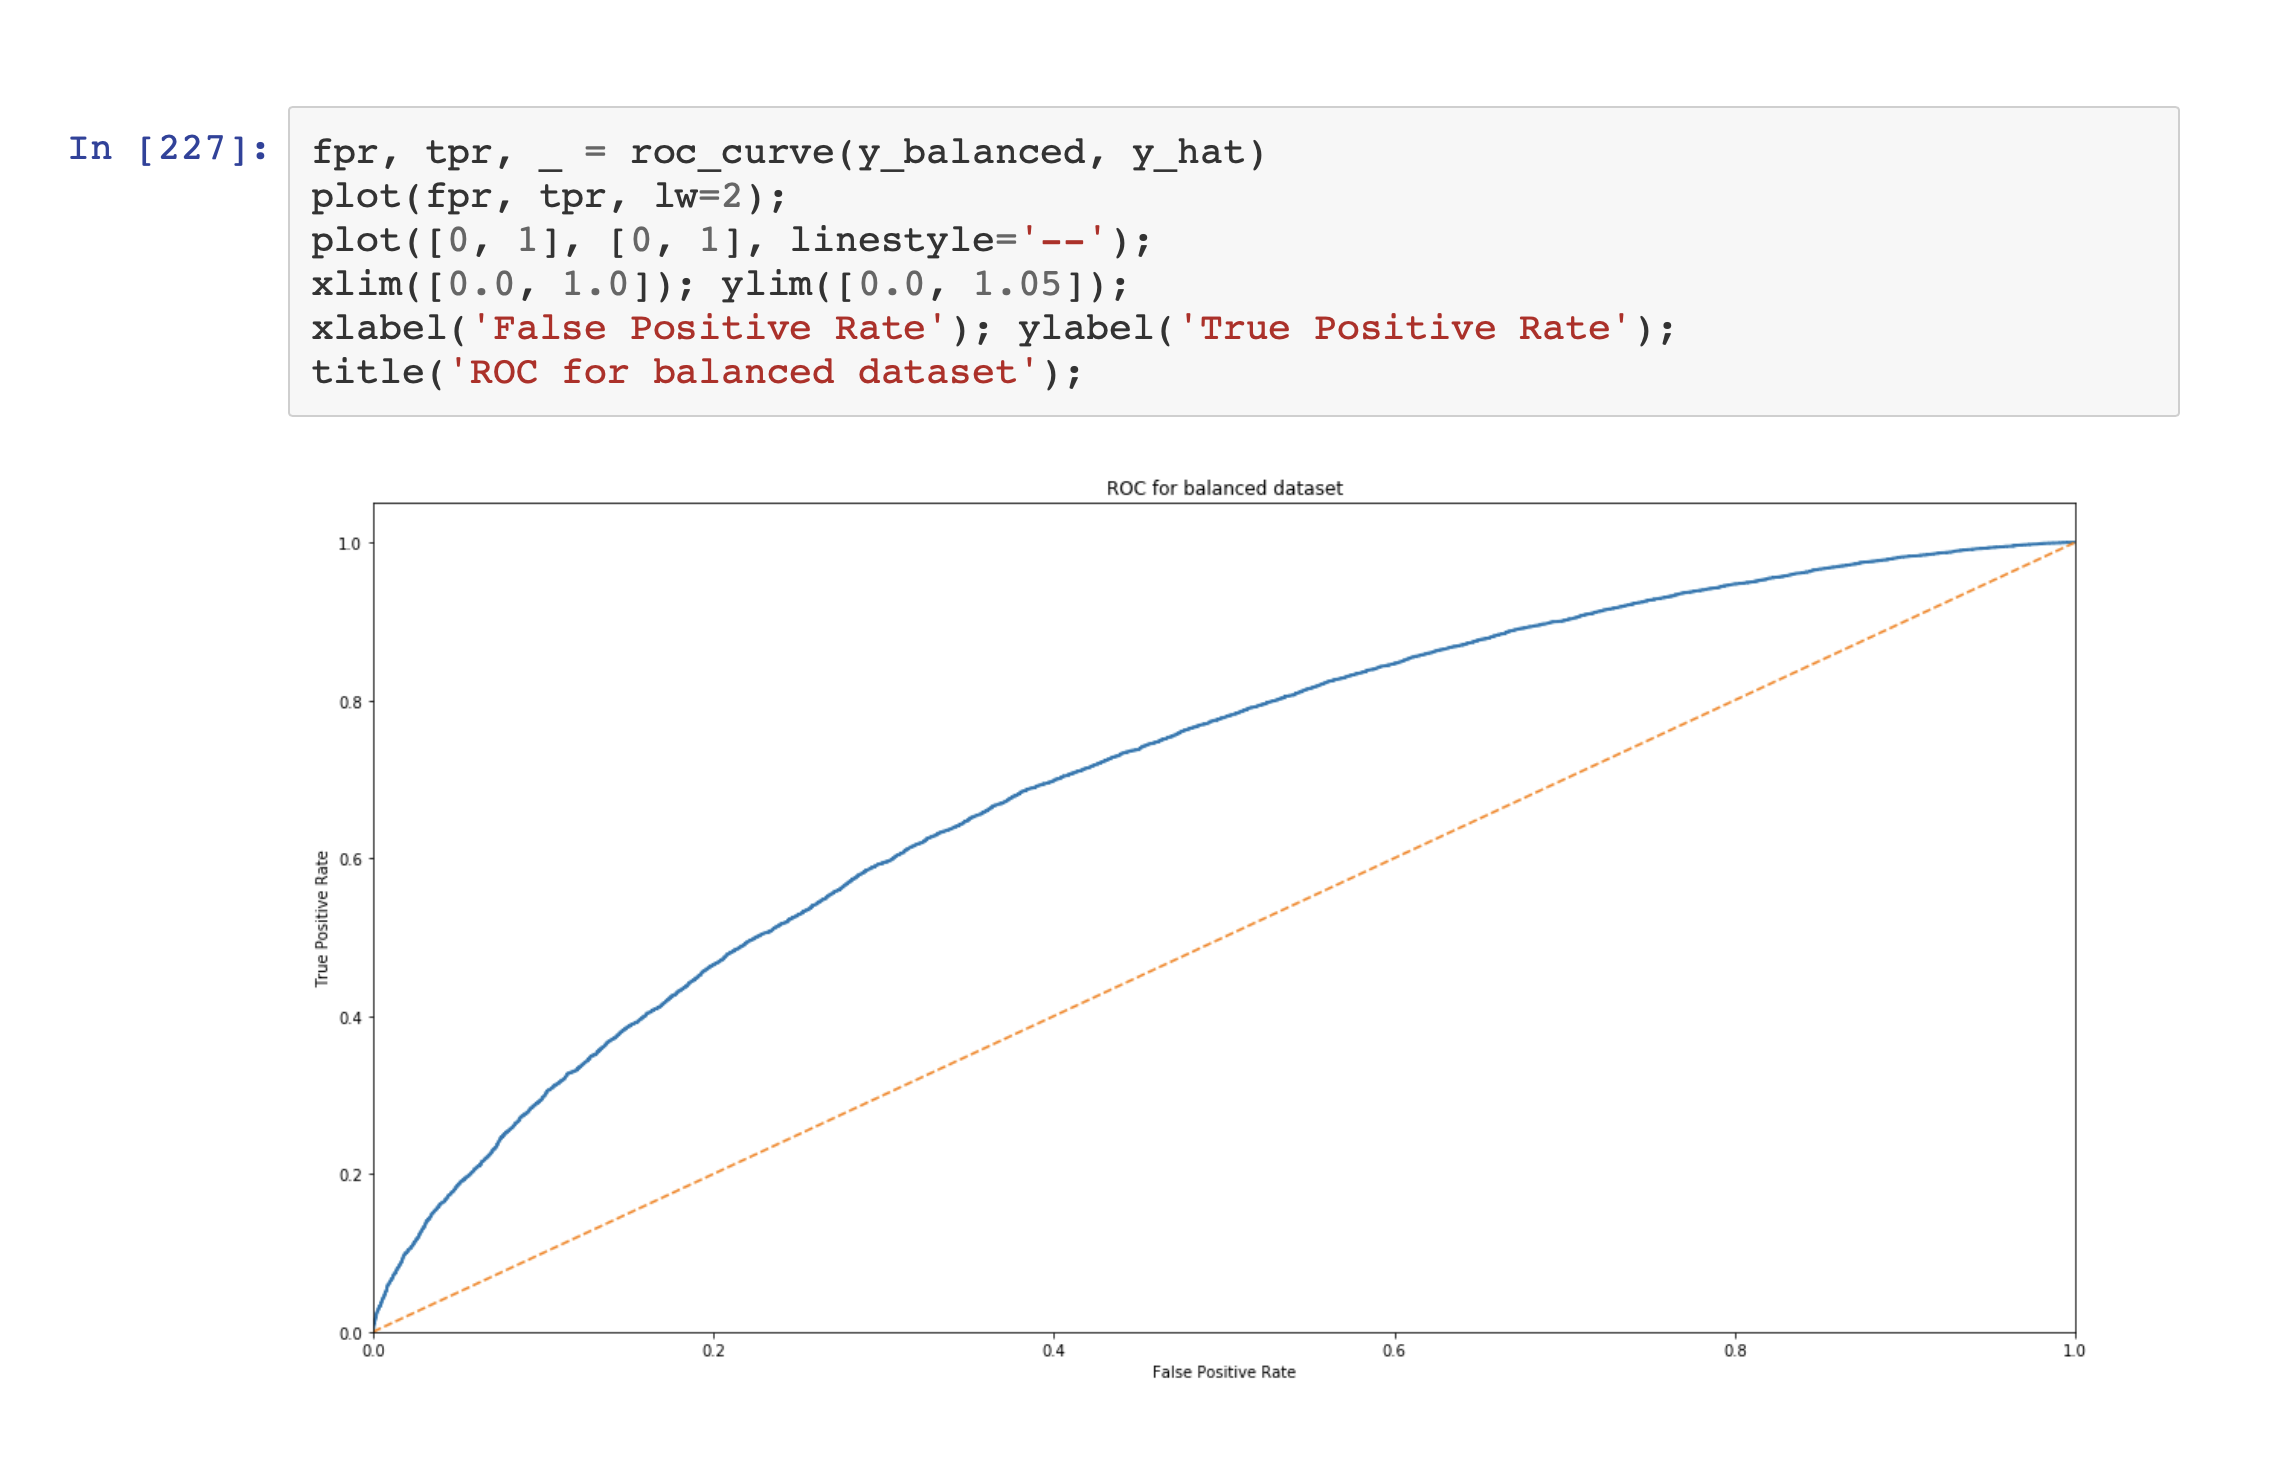 In [227]:
fpr, tpr, _ = roc_curve(y_balanced, y_hat)
plot(fpr, tpr, lw=2);
plot([0, 1], [0, 1], linestyle='--');
xlim([0.0, 1.0]); ylim([0.0, 1.05]);
xlabel('False Positive Rate'); ylabel('True Positive Rate');
title('ROC for balanced dataset');
ROC for balanced dataset
True Positive Rate
1.0
0.8
0.6
0.4
0.2
0.0
0.0 0.2 0.4 0.6 0.8 1.0
False Positive Rate